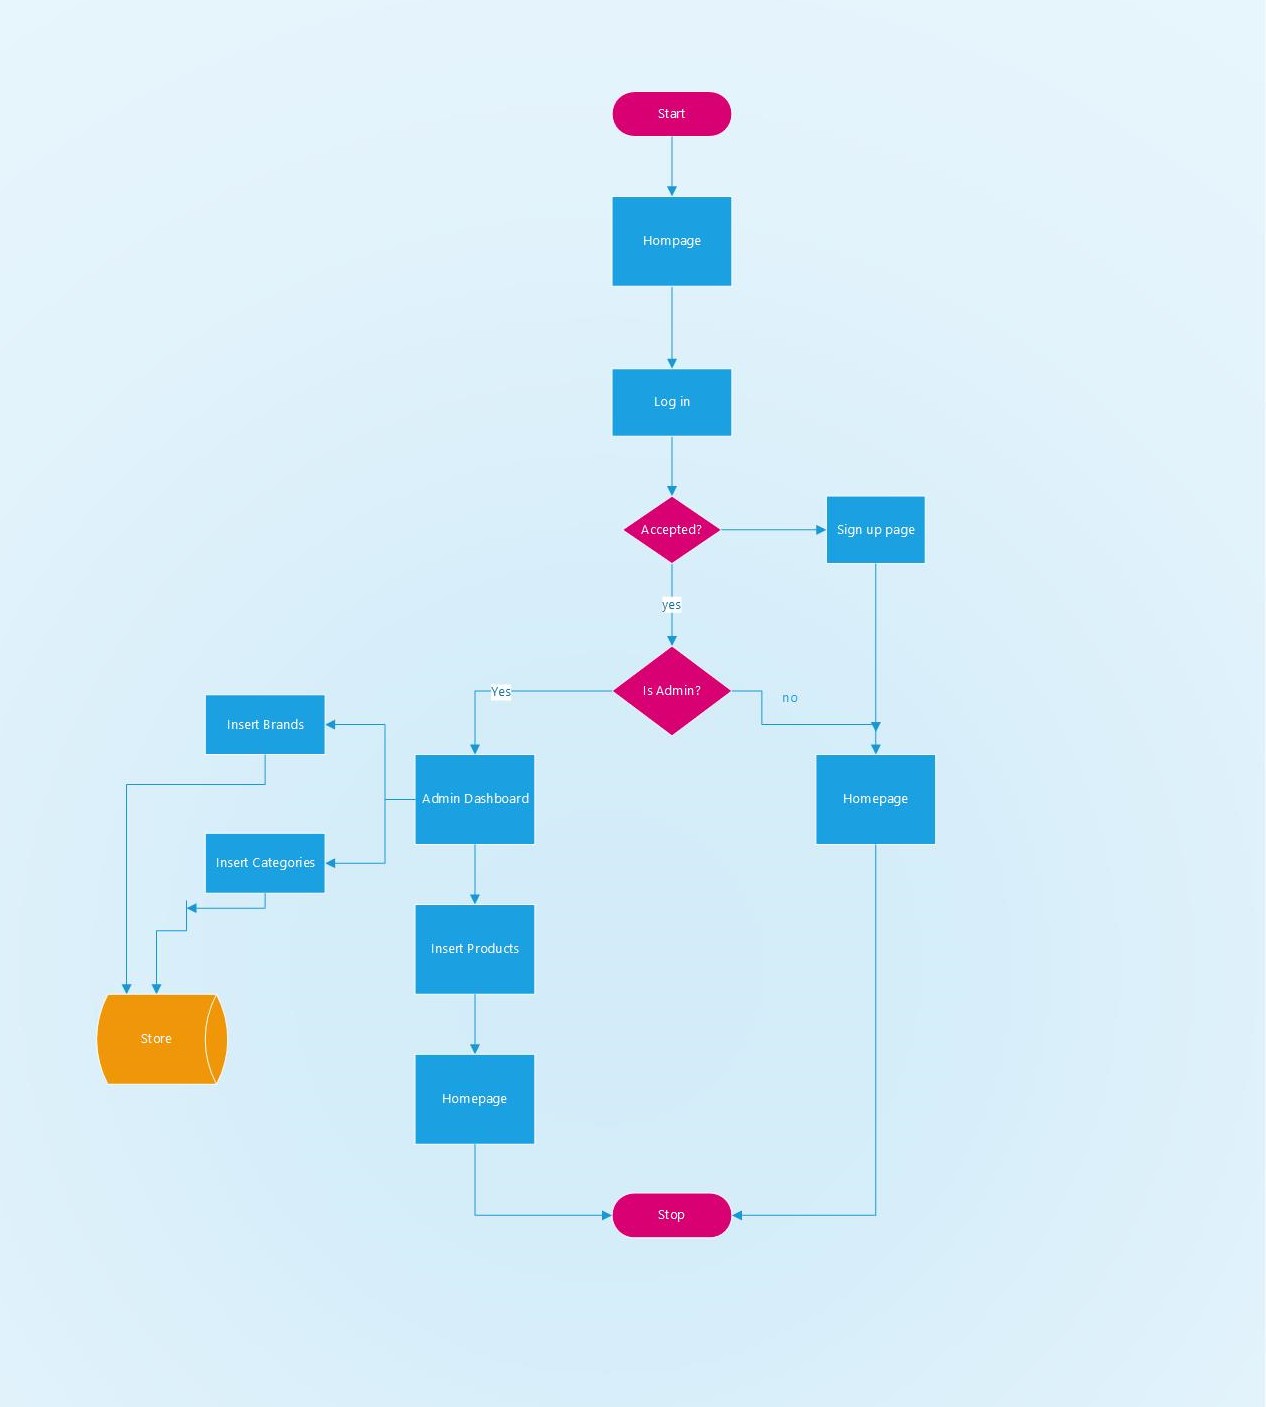 Start
Hompage
Log in
Accepted?
Sign up page
yes
Is Admin?
Yes
no
Insert Brands
Admin Dashboard
Homepage
Insert Categories
Insert Products
Store
Homepage
Stop